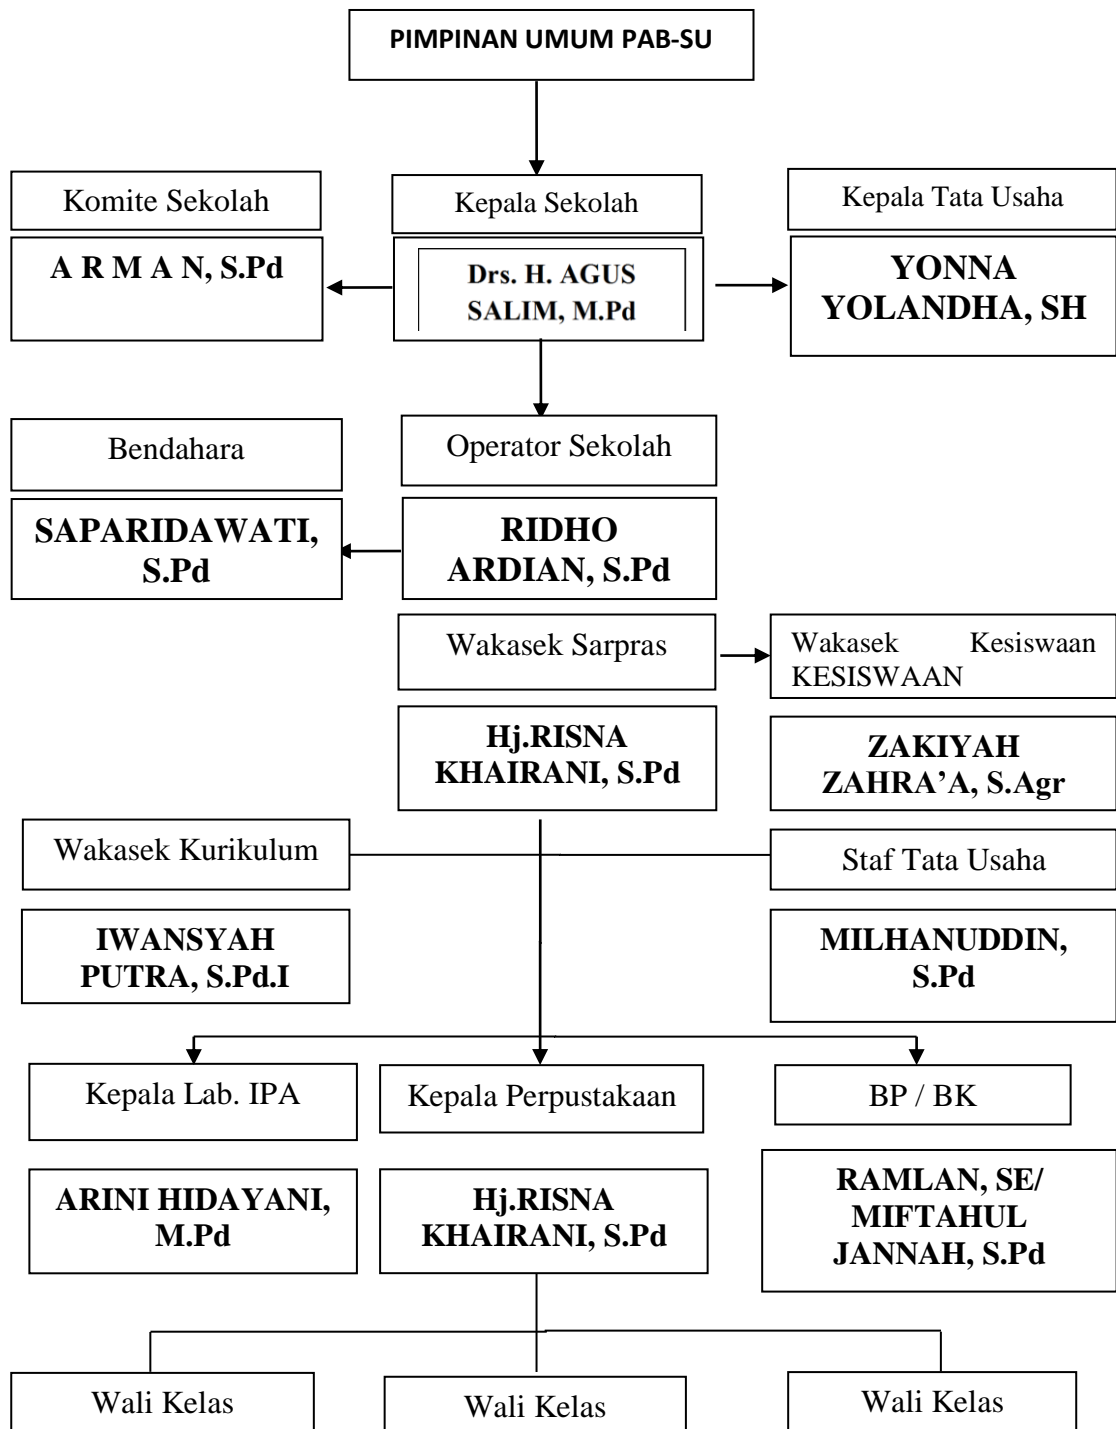 PIMPINAN UMUM PAB-SU
Komite Sekolah
Kepala Sekolah
Kepala Tata Usaha
A R M A N, S.Pd
Drs. H. AGUS
SALIM, M.Pd
YONNA
YOLANDHA, SH
Bendahara
Operator Sekolah
SAPARIDAWATI,
S.Pd
RIDHO
ARDIAN, S.Pd
Wakasek Sarpras
Wakasek Kesiswaan
KESISWAAN
Hj.RISNA
KHAIRANI, S.Pd
ZAKIYAH
ZAHRA’A, S.Agr
Wakasek Kurikulum
Staf Tata Usaha
IWANSYAH
PUTRA, S.Pd.I
MILHANUDDIN,
S.Pd
Kepala Lab. IPA
Kepala Perpustakaan
BP / BK
ARINI HIDAYANI,
M.Pd
Hj.RISNA
KHAIRANI, S.Pd
RAMLAN, SE/
MIFTAHUL
JANNAH, S.Pd
Wali Kelas
Wali Kelas
Wali Kelas